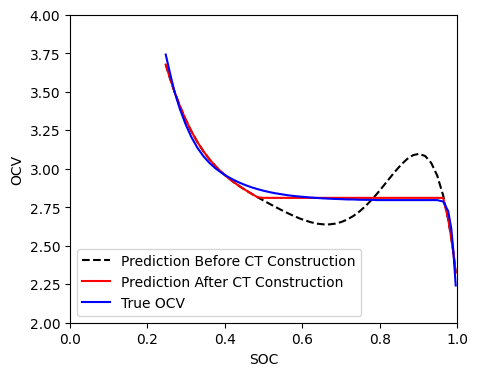 4.00
3.75
3.50
3.25
3.00
2.75
2.50
2.25
2.00
OCV
Prediction Before CT Construction
Prediction After CT Construction
True OCV
0.0 0.2 0.4 0.6 0.8 1.0
SOC